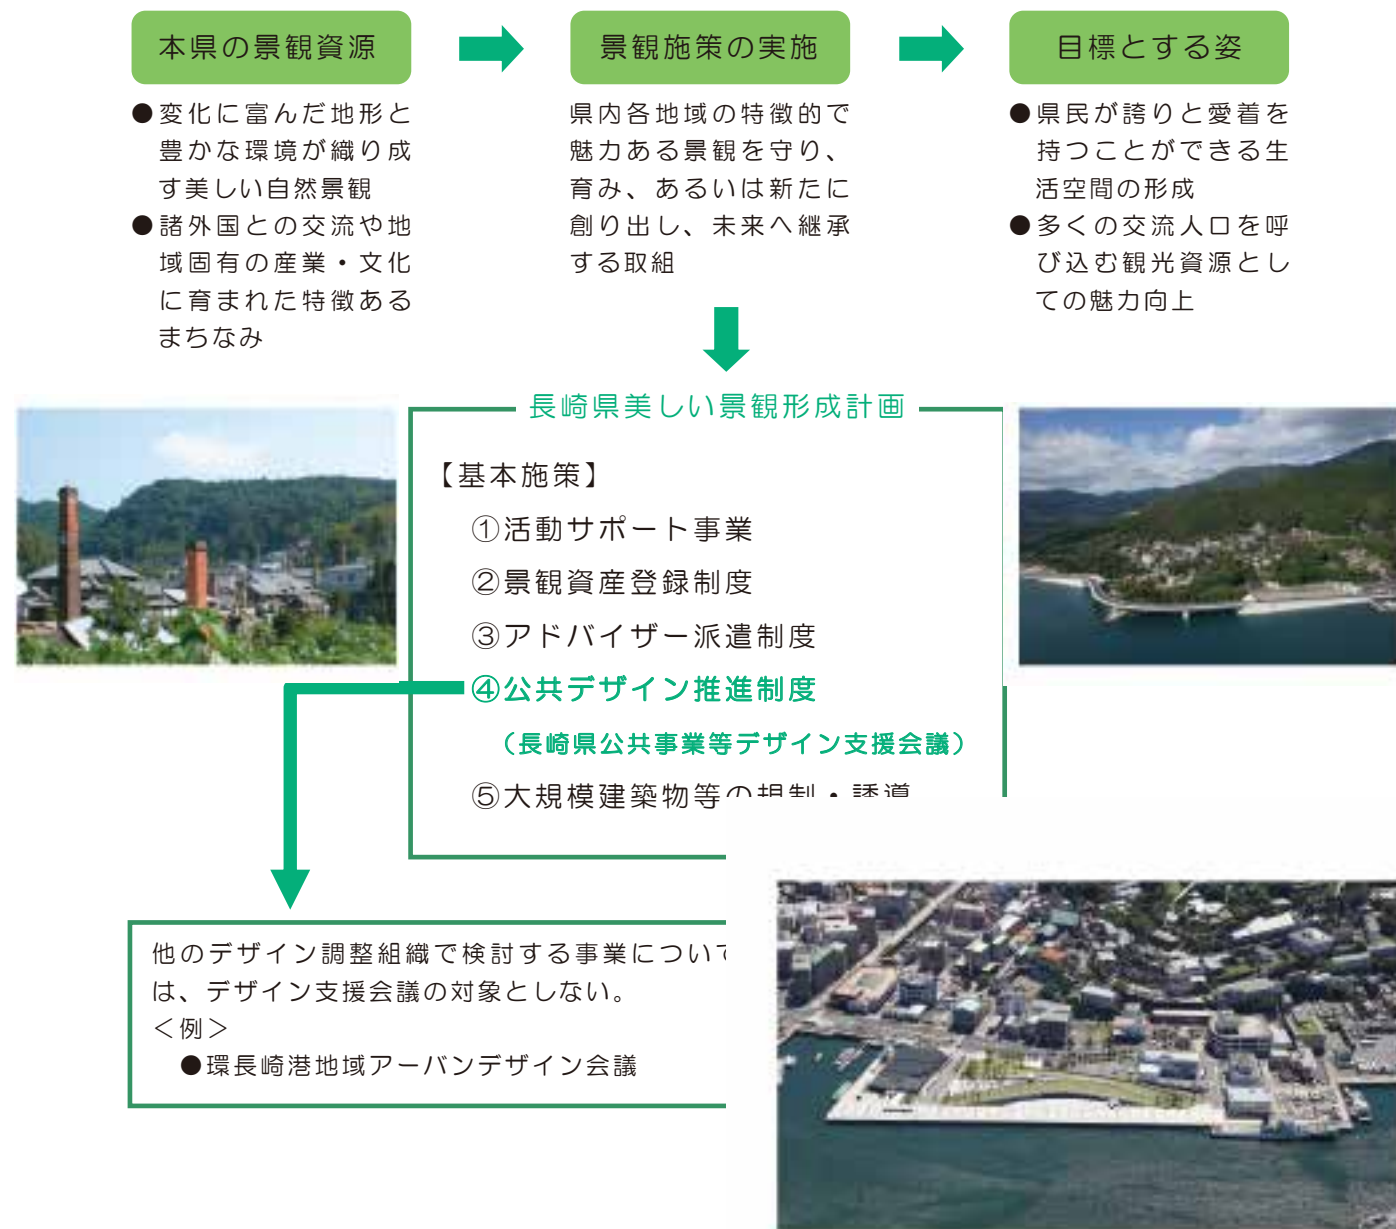 本県の景観資源
●変化に富んだ地形と
豊かな環境が織り成
す美しい自然景観
●諸外国との交流や地
域固有の産業・文化
に育まれた特徴ある
まちなみ
景観施策の実施
県内各地域の特徴的で
魅力ある景観を守り、
育み、あるいは新たに
創り出し、未来へ継承
する取組
目標とする姿
●県民が誇りと愛着を
持つことができる生
活空間の形成
●多くの交流人口を呼
び込む観光資源とし
ての魅力向上
長崎県美しい景観形成計画
【基本施策】
①活動サポート事業
②景観資産登録制度
③アドバイザー派遣制度
④公共デザイン推進制度
（長崎県公共事業等デザイン支援会議）
⑤大規模建築物等の規制・誘導
他のデザイン調整組織で検討する事業について
は、デザイン支援会議の対象としない。
＜例＞
●環長崎港地域アーバンデザイン会議